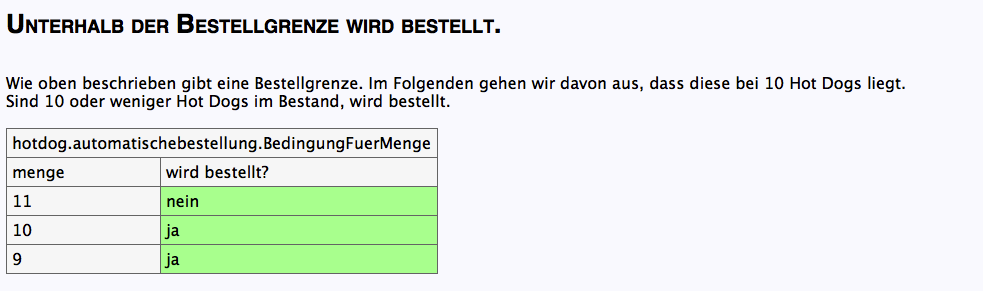 Unterhalb der Bestellgrenze wird bestellt.
Wie oben beschrieben gibt eine Bestellgrenze. Im Folgenden gehen wir davon aus, dass diese bei 10 Hot Dogs liegt.
Sind 10 oder weniger Hot Dogs im Bestand, wird bestellt.
hotdog.automatischebestellung.BedingungFuerMenge
menge wird bestellt?
11 nein
10 ja
9 ja